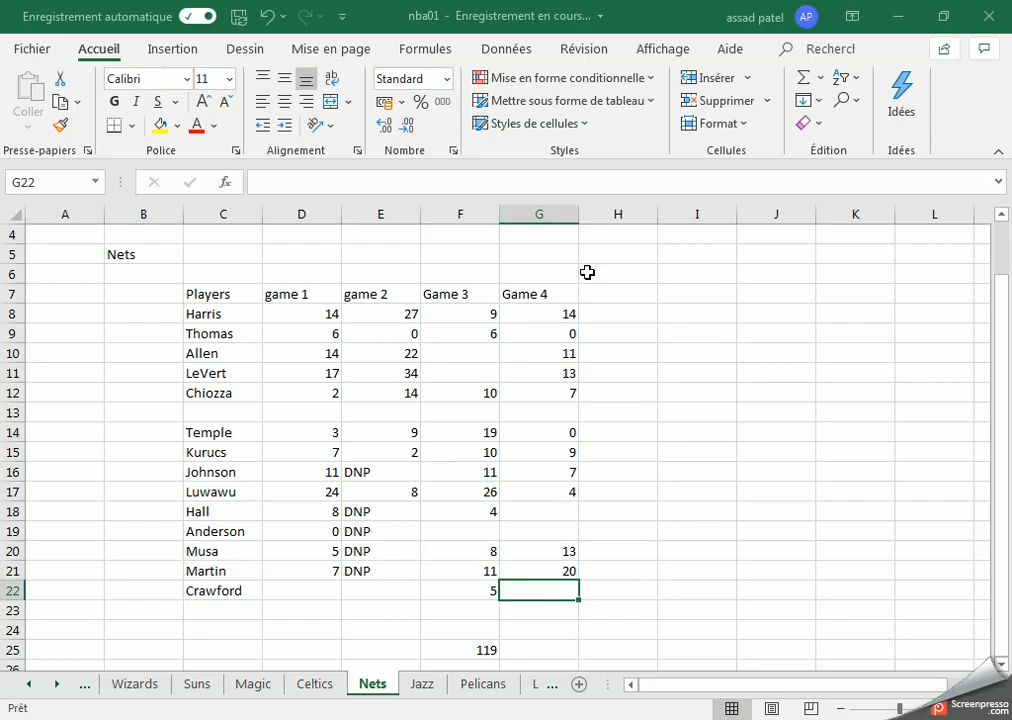 Enregistrement automatique
nba01 - Enregistrement en cours...
assad patel AP
Fichier Accueil Insertion Dessin Mise en page Formules Données Révision Affichage Aide Rechercl
Coller
Calibri 11
Standard
Mise en forme conditionnelle
Insérer
G I S A A
% 000
Mettre sous forme de tableau
Supprimer
Idées
Styles de cellules
Format
Presse-papiers Police Alignement Nombre Styles Cellules Édition Idées
G22 fx
A B C D E F G H I J K L
4
5 Nets
6
7 Players game 1 game 2 Game 3 Game 4
8 Harris 14 27 9 14
9 Thomas 6 0 6 0
10 Allen 14 22 11
11 LeVert 17 34 13
12 Chiozza 2 14 10 7
13
14 Temple 3 9 19 0
15 Kurucs 7 2 10 9
16 Johnson 11 DNP 11 7
17 Luwawu 24 8 26 4
18 Hall 8 DNP 4
19 Anderson 0 DNP
20 Musa 5 DNP 8 13
21 Martin 7 DNP 11 20
22 Crawford 5
23
24
25 119
26
... Wizards Suns Magic Celtics Nets Jazz Pelicans L ...
Prêt
Screenpresso
.com